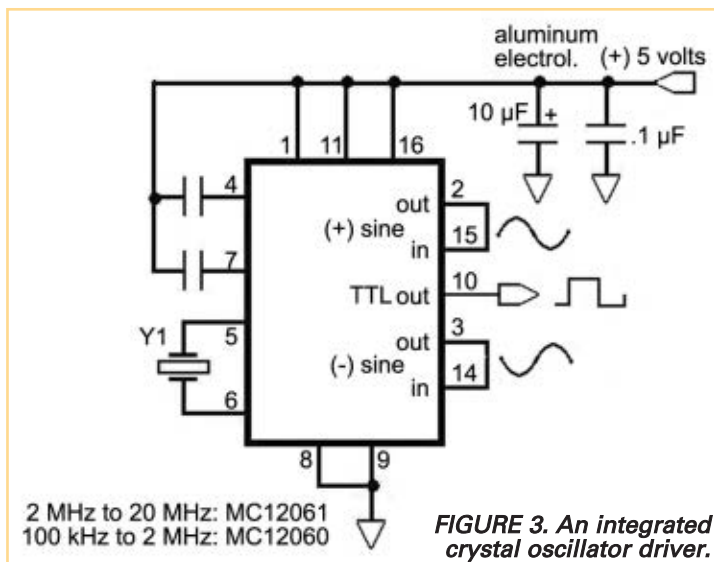 aluminum
electrol. (+) 5 volts
10 µF +
.1 µF
1 11 16
4
7
5
6
Y1
out 2
(+) sine
in 15
TTL out 10
out 3
(-) sine
in 14
8 9
2 MHz to 20 MHz: MC12061
100 kHz to 2 MHz: MC12060
FIGURE 3. An integrated
crystal oscillator driver.